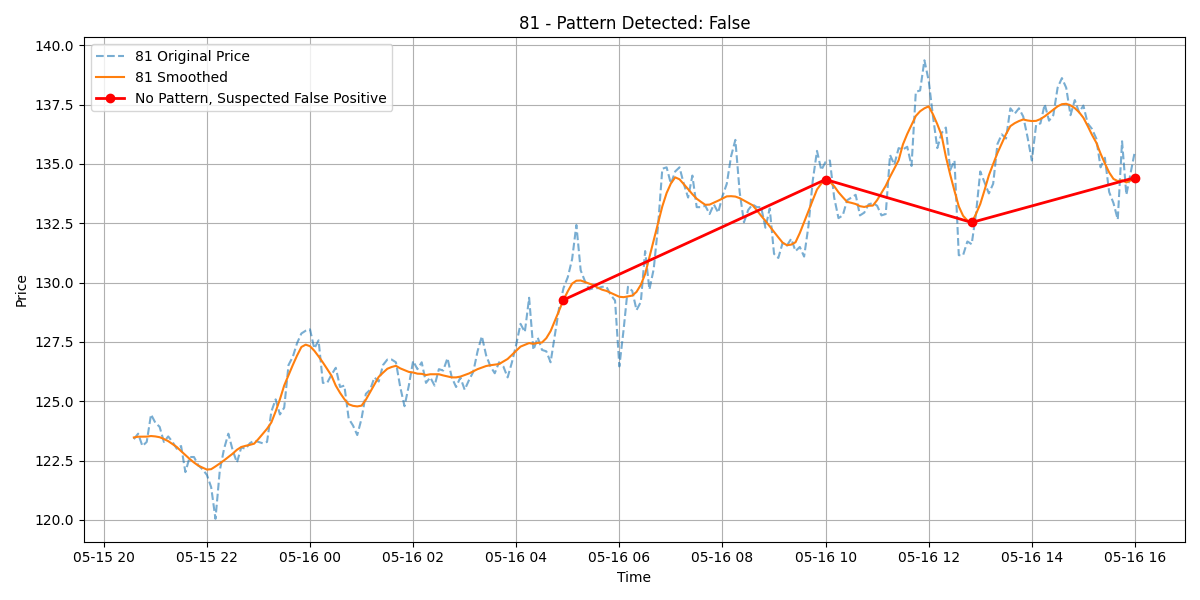 81 - Pattern Detected: False
81 Original Price
81 Smoothed
No Pattern, Suspected False Positive
Price
140.0
137.5
135.0
132.5
130.0
127.5
125.0
122.5
120.0
05-15 20 05-15 22 05-16 00 05-16 02 05-16 04 05-16 06 05-16 08 05-16 10 05-16 12 05-16 14 05-16 16
Time